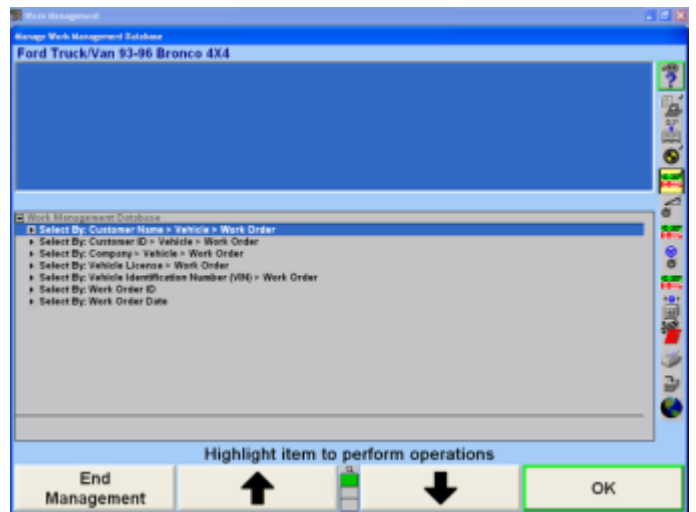 Work Management
Manage Work Management Database
Ford Truck/Van 93-96 Bronco 4X4
Work Management Database
Select By: Customer Name > Vehicle > Work Order
Select By: Customer ID > Vehicle > Work Order
Select By: Company > Vehicle > Work Order
Select By: Vehicle License > Work Order
Select By: Vehicle Identification Number (VIN) > Work Order
Select By: Work Order ID
Select By: Work Order Date
Highlight item to perform operations
End
Management
OK